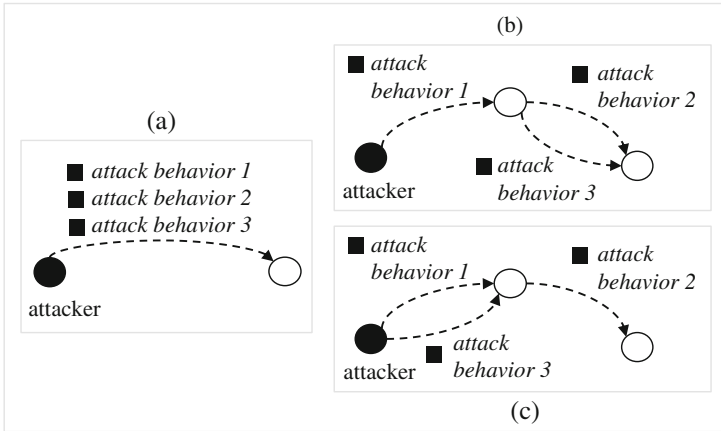 (a)
attack behavior 1
attack behavior 2
attack behavior 3
attacker
(b)
attack
behavior 1
attack
behavior 2
attack
behavior 3
attacker
attack
behavior 1
attack
behavior 2
attack
behavior 3
attacker
(c)